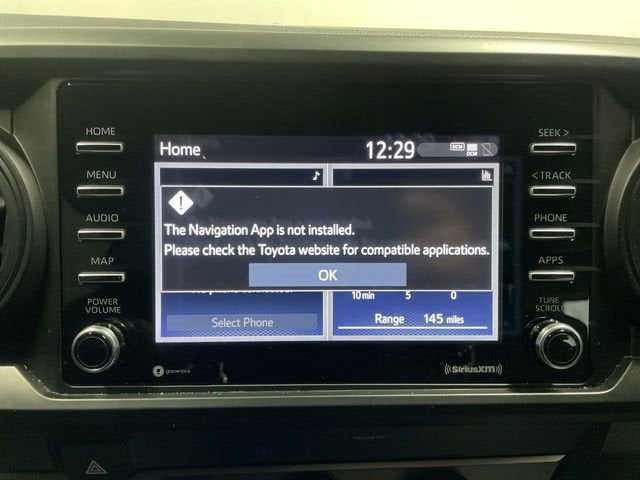 HOME
MENU
AUDIO
MAP
POWER
VOLUME
Home
12:29
DCM
DCM
The Navigation App is not installed.
Please check the Toyota website for compatible applications.
OK
Select Phone
10 min 5 0
Range 145 miles
SEEK >
< TRACK
PHONE
APPS
TUNE
SCROLL
gracenote
SiriusXM